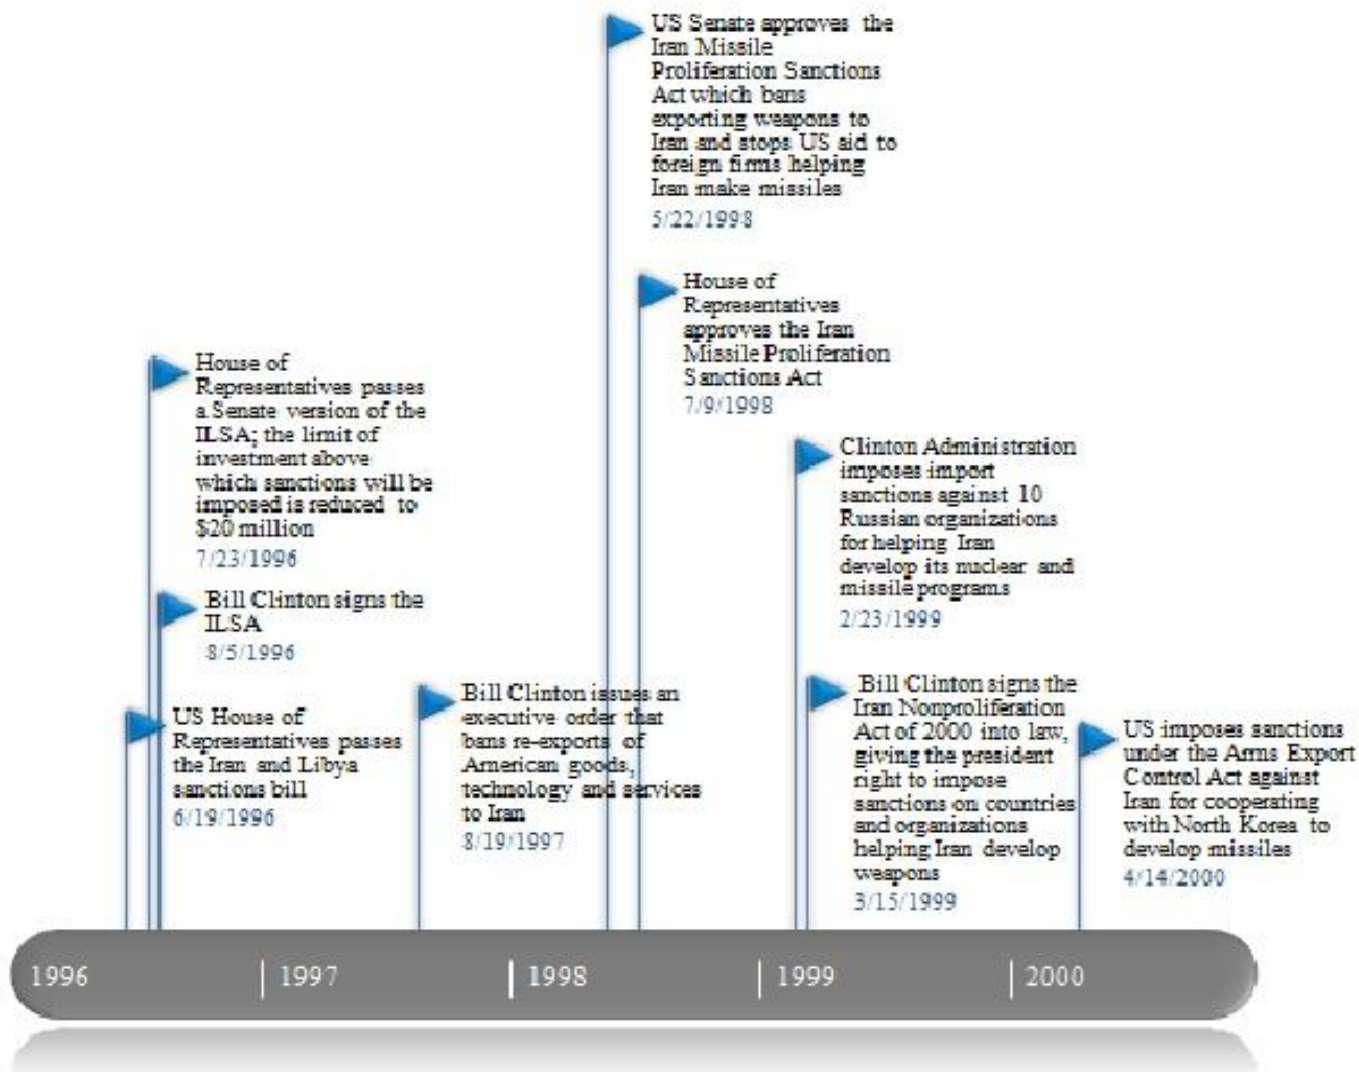 US Senate approves the
Iran Missile
Proliferation Sanctions
Act which bans
exporting weapons to
Iran and stops US aid to
foreign firms helping
Iran make missiles
5/22/1998
House of
Representatives
approves the Iran
Missile Proliferation
Sanctions Act
7/9/1998
House of
Representatives passes
a Senate version of the
ILSA; the limit of
investment above
which sanctions will be
imposed is reduced to
$20 million
7/23/1996
Clinton Administration
imposes import
sanctions against 10
Russian organizations
for helping Iran
develop its nuclear and
missile programs
2/23/1999
Bill Clinton signs the
ILSA
8/5/1996
US House of
Representatives passes
the Iran and Libya
sanctions bill
6/19/1996
Bill Clinton issues an
executive order that
bans re-exports of
American goods,
technology and services
to Iran
8/19/1997
Bill Clinton signs the
Iran Nonproliferation
Act of 2000 into law,
giving the president
right to impose
sanctions on countries
and organizations
helping Iran develop
weapons
3/15/1999
US imposes sanctions
under the Arms Export
Control Act against
Iran for cooperating
with North Korea to
develop missiles
4/14/2000
1996
1997
1998
1999
2000